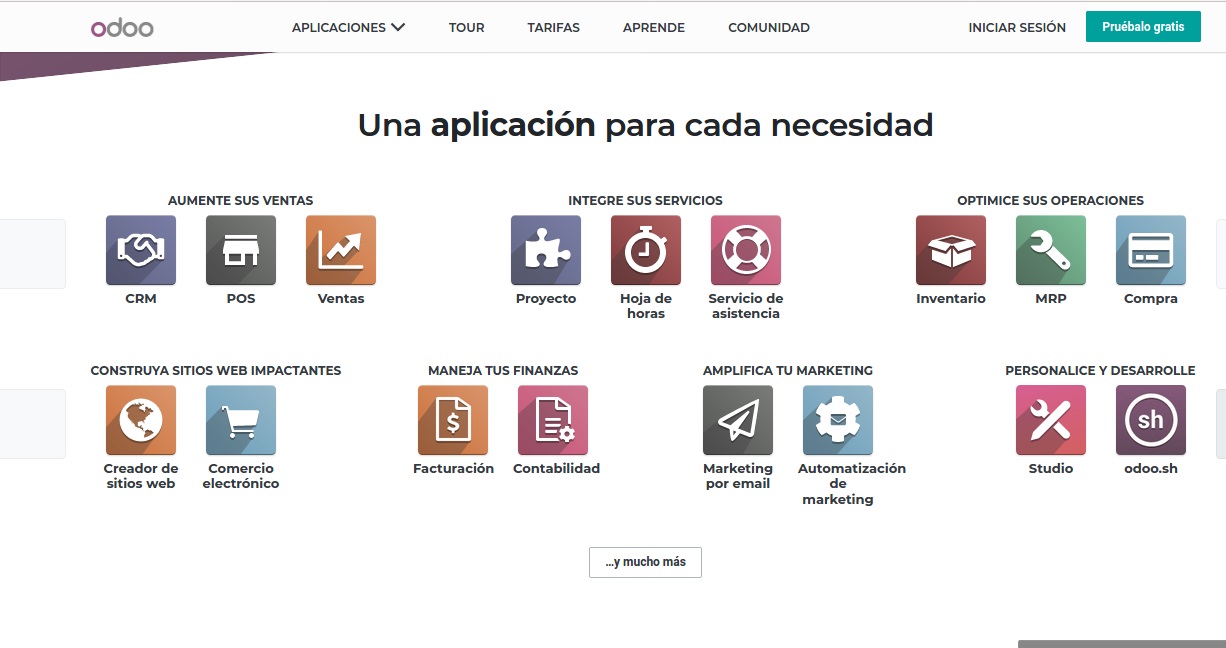 odoo
APLICACIONES
TOUR
TARIFAS
APRENDE
COMUNIDAD
INICIAR SESIÓN
Pruébalo gratis
Una aplicación para cada necesidad
AUMENTE SUS VENTAS
CRM
POS
Ventas
INTEGRE SUS SERVICIOS
Proyecto
Hoja de
horas
Servicio de
asistencia
OPTIMICE SUS OPERACIONES
Inventario
MRP
Compra
CONSTRUYA SITIOS WEB IMPACTANTES
Creador de
sitios web
Comercio
electrónico
MANEJA TUS FINANZAS
$
Facturación
Contabilidad
AMPLIFICA TU MARKETING
Marketing
por email
Automatización
de
marketing
PERSONALICE Y DESARROLLE
Studio
sh
odoo.sh
...y mucho más